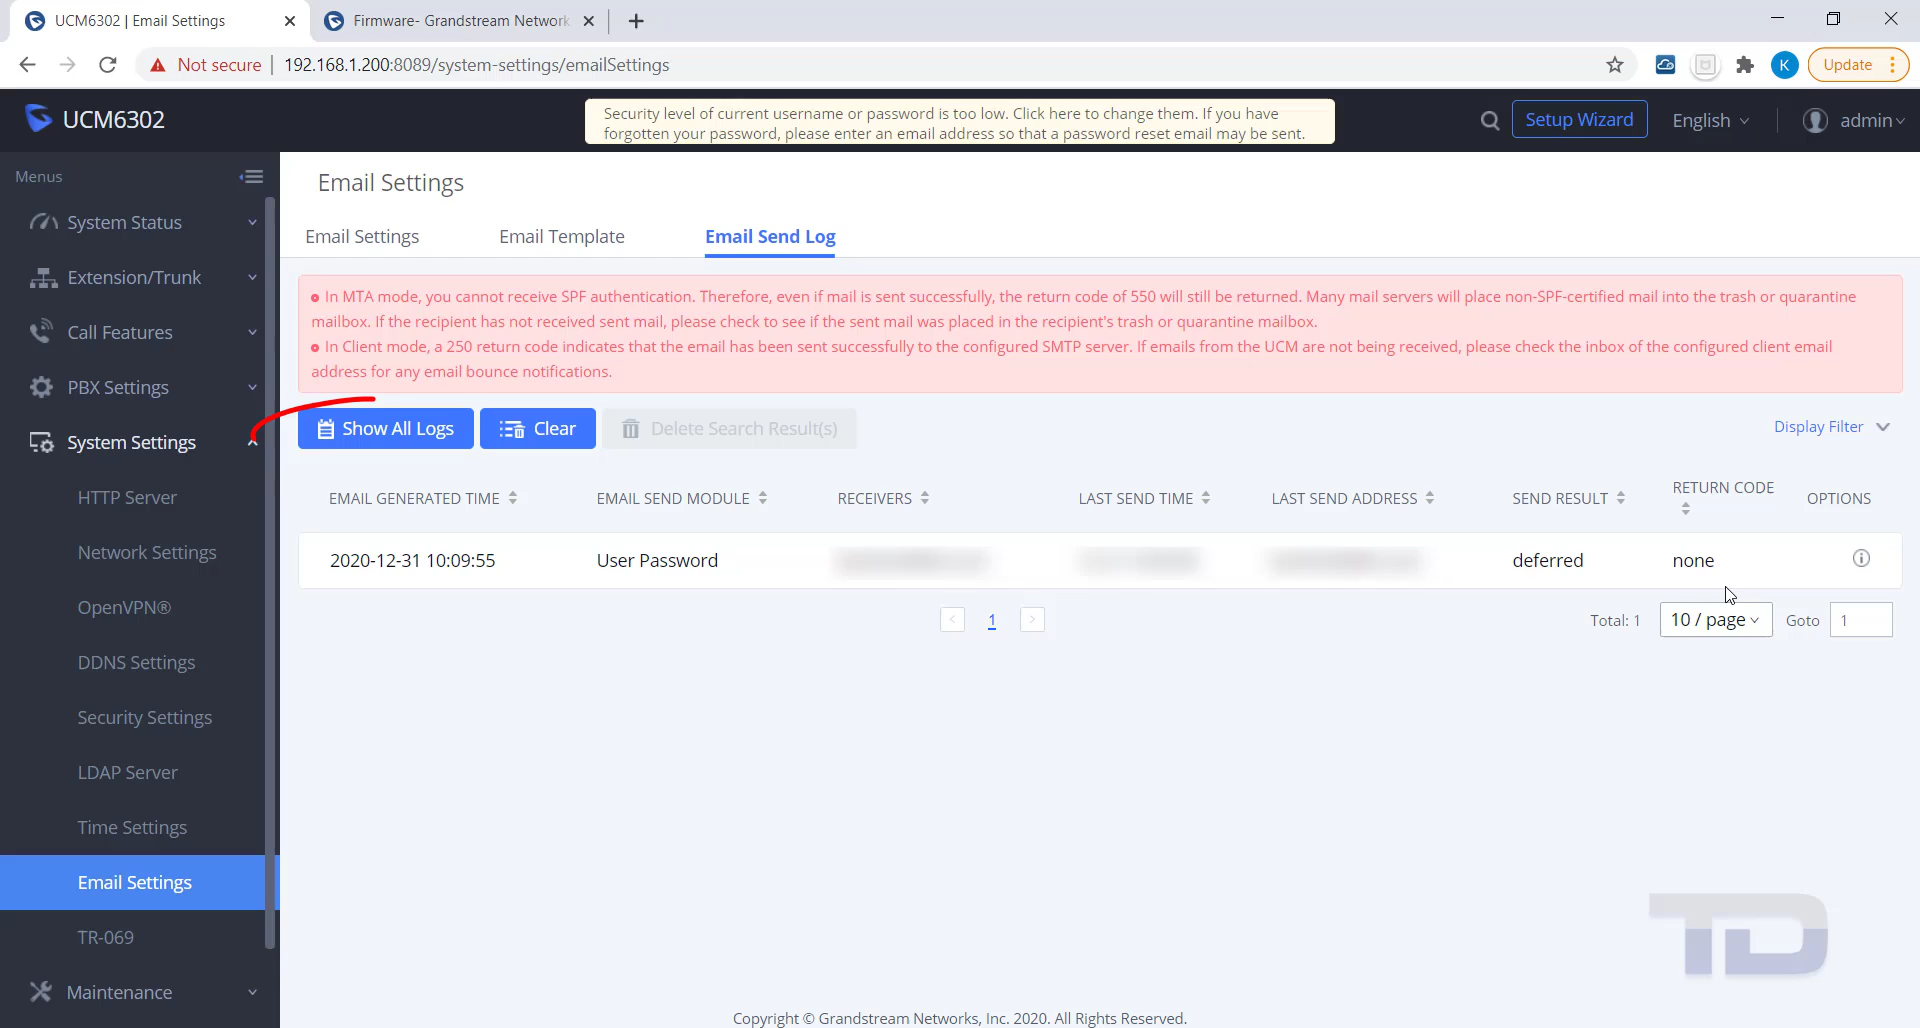 UCM6302 | Email Settings
Firmware- Grandstream Network
Not secure | 192.168.1.200:8089/system-settings/emailSettings
K
Update
UCM6302
Security level of current username or password is too low. Click here to change them. If you have
forgotten your password, please enter an email address so that a password reset email may be sent.
Setup Wizard
English
admin
Menus
System Status
Extension/Trunk
Call Features
PBX Settings
System Settings
HTTP Server
Network Settings
OpenVPN®
DDNS Settings
Security Settings
LDAP Server
Time Settings
Email Settings
TR-069
Maintenance
Email Settings
Email Settings
Email Template
Email Send Log
In MTA mode, you cannot receive SPF authentication. Therefore, even if mail is sent successfully, the return code of 550 will still be returned. Many mail servers will place non-SPF-certified mail into the trash or quarantine
mailbox. If the recipient has not received sent mail, please check to see if the sent mail was placed in the recipient's trash or quarantine mailbox.
In Client mode, a 250 return code indicates that the email has been sent successfully to the configured SMTP server. If emails from the UCM are not being received, please check the inbox of the configured client email
address for any email bounce notifications.
Show All Logs
Clear
Delete Search Result(s)
Display Filter
EMAIL GENERATED TIME
EMAIL SEND MODULE
RECEIVERS
LAST SEND TIME
LAST SEND ADDRESS
SEND RESULT
RETURN CODE
OPTIONS
2020-12-31 10:09:55
User Password
deferred
none
< 1 >
Total: 1
10 / page
Goto
1
TD
Copyright © Grandstream Networks, Inc. 2020. All Rights Reserved.